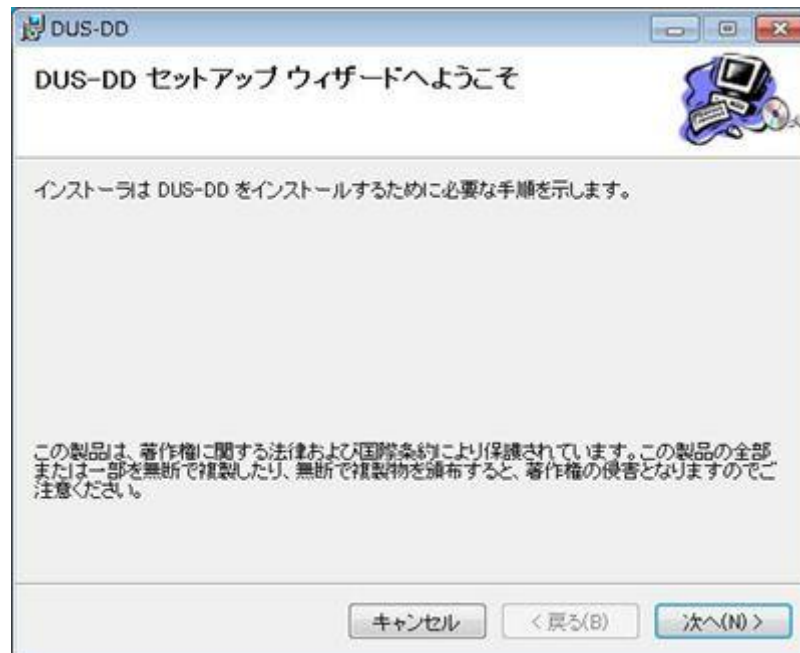 DUS-DD
DUS-DD セットアップ ウィザードへようこそ
インストーラは DUS-DD をインストールするために必要な手順を示します。
この製品は、著作権に関する法律および国際条約により保護されています。この製品の全部
または一部を無断で複製したり、無断で複製物を頒布すると、著作権の侵害となりますのでご
注意ください。
キャンセル
< 戻る(B)
次へ(N) >